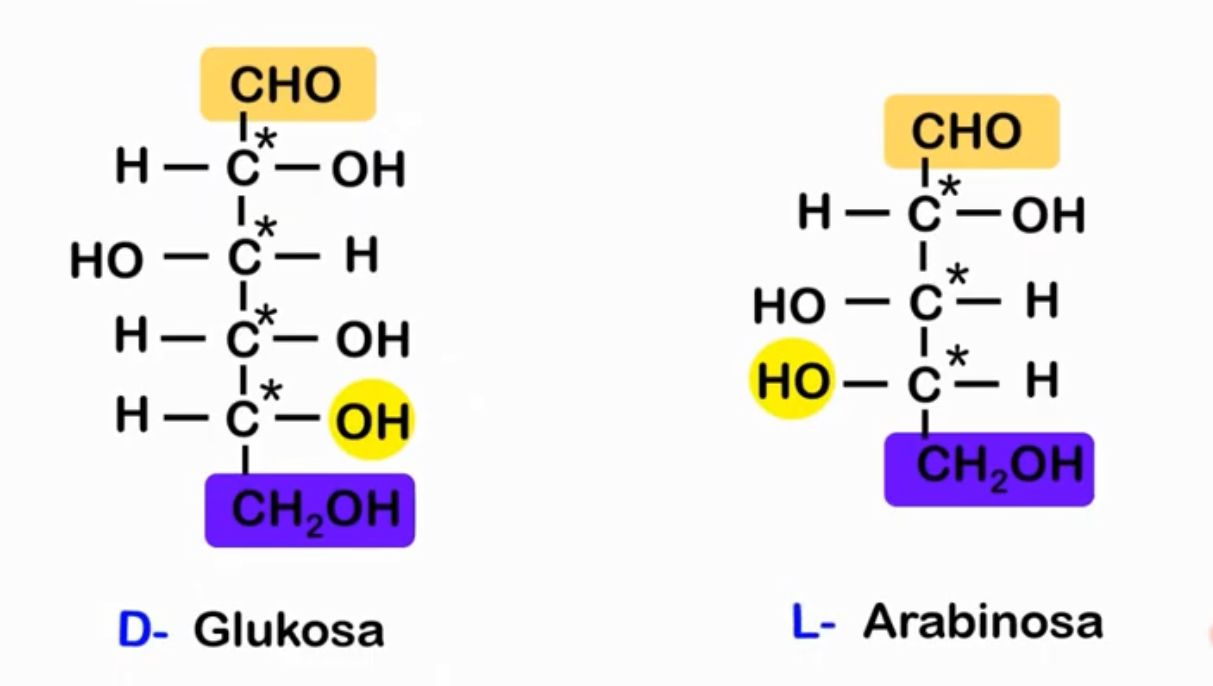 CHO
H — C* — OH
HO — C* — H
H — C* — OH
H — C* — OH
CH₂OH
D- Glukosa
CHO
H — C* — OH
HO — C* — H
HO — C* — H
CH₂OH
L- Arabinosa